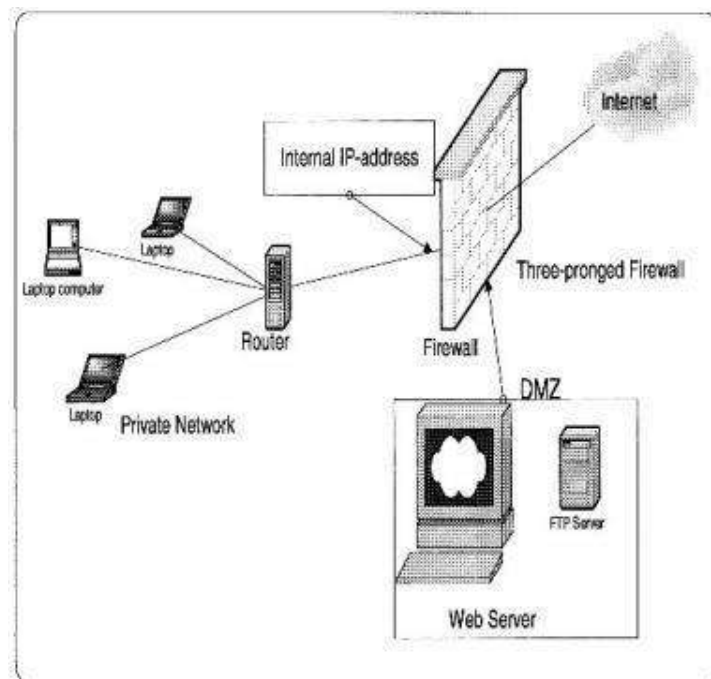 Internet
Internal IP-address
Laptop
Laptop computer
Three-pronged Firewall
Router
Firewall
Laptop
Private Network
DMZ
FTP Server
Web Server